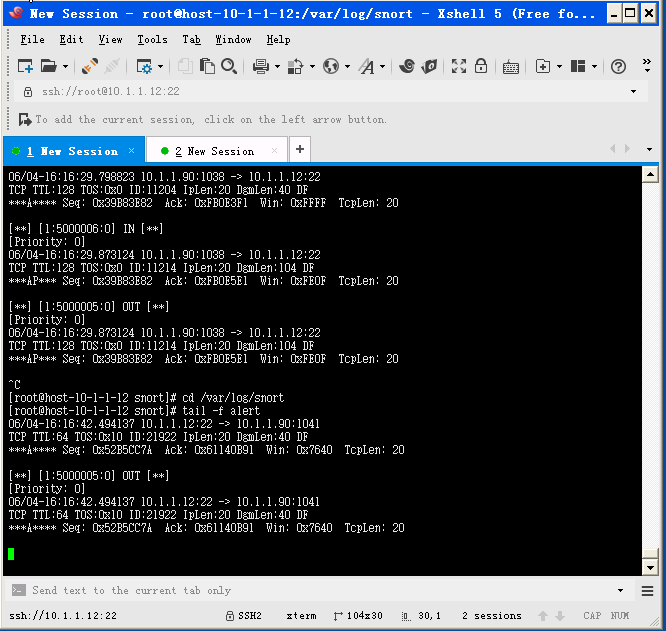 New Session - root@host-10-1-1-12:/var/log/snort - Xshell 5 (Free fo...
File Edit View Tools Tab Window Help
ssh://root@10.1.1.12:22
To add the current session, click on the left arrow button.
1 New Session × 2 New Session × +
06/04-16:16:29.798823 10.1.1.90:1038 -> 10.1.1.12:22
TCP TTL:128 TOS:0x0 ID:11204 IpLen:20 DgmLen:40 DF
***A**** Seq: 0x39B83E82  Ack: 0xFB0E3F1  Win: 0xFFFF  TcpLen: 20
[**] [1:5000006:0] IN [**]
[Priority: 0]
06/04-16:16:29.873124 10.1.1.90:1038 -> 10.1.1.12:22
TCP TTL:128 TOS:0x0 ID:11214 IpLen:20 DgmLen:104 DF
***AP*** Seq: 0x39B83E82  Ack: 0xFB0E5E1  Win: 0xFE0F  TcpLen: 20
[**] [1:5000005:0] OUT [**]
[Priority: 0]
06/04-16:16:29.873124 10.1.1.90:1038 -> 10.1.1.12:22
TCP TTL:128 TOS:0x0 ID:11214 IpLen:20 DgmLen:104 DF
***AP*** Seq: 0x39B83E82  Ack: 0xFB0E5E1  Win: 0xFE0F  TcpLen: 20
^C
[root@host-10-1-1-12 snort]# cd /var/log/snort
[root@host-10-1-1-12 snort]# tail -f alert
06/04-16:16:42.494137 10.1.1.12:22 -> 10.1.1.90:1041
TCP TTL:64 TOS:0x10 ID:21922 IpLen:20 DgmLen:40 DF
***A**** Seq: 0x52B5CC7A  Ack: 0x61140B91  Win: 0x7640  TcpLen: 20
[**] [1:5000005:0] OUT [**]
[Priority: 0]
06/04-16:16:42.494137 10.1.1.12:22 -> 10.1.1.90:1041
TCP TTL:64 TOS:0x10 ID:21922 IpLen:20 DgmLen:40 DF
***A**** Seq: 0x52B5CC7A  Ack: 0x61140B91  Win: 0x7640  TcpLen: 20
Send text to the current tab only
ssh://10.1.1.12:22 SSH2 xterm 104x30 30,1 2 sessions CAP NUM